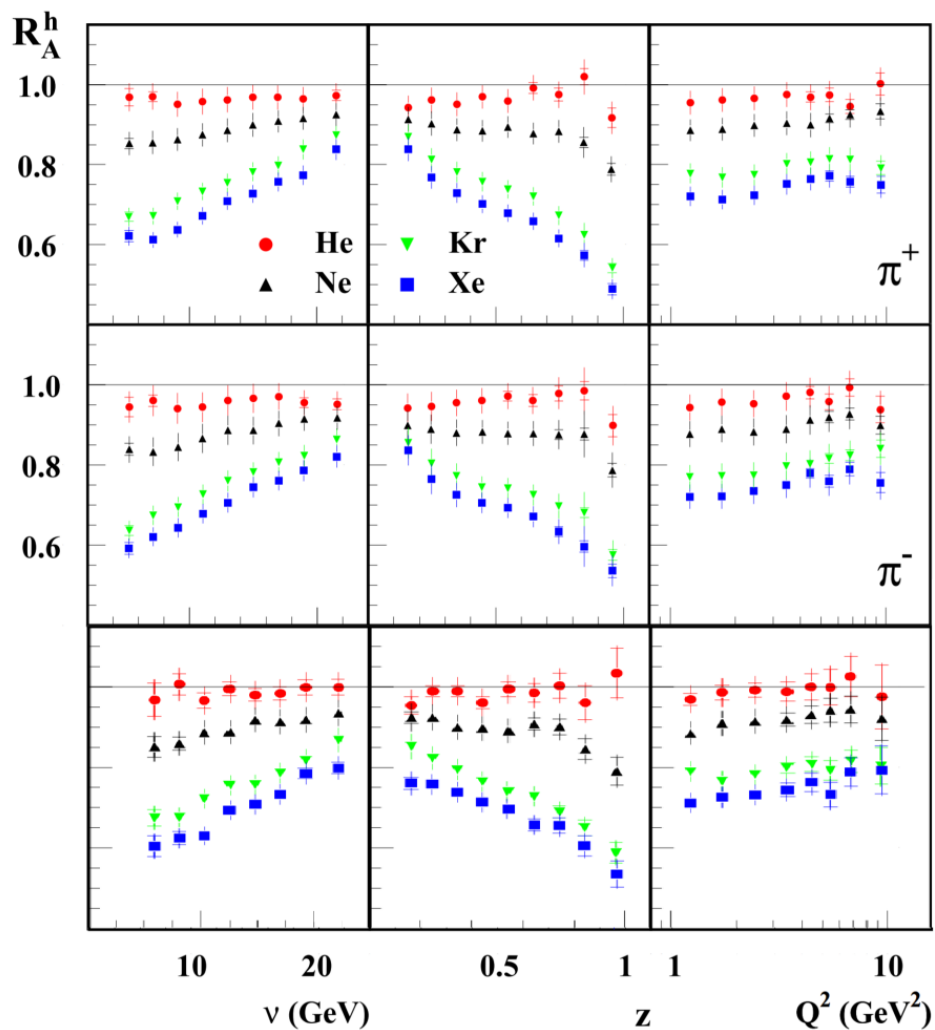 R_A^h
1.0
0.8
0.6
He
Kr
Ne
Xe
π+
1.0
0.8
0.6
π-
10
20
0.5
1
1
10
ν (GeV)
z
Q² (GeV²)